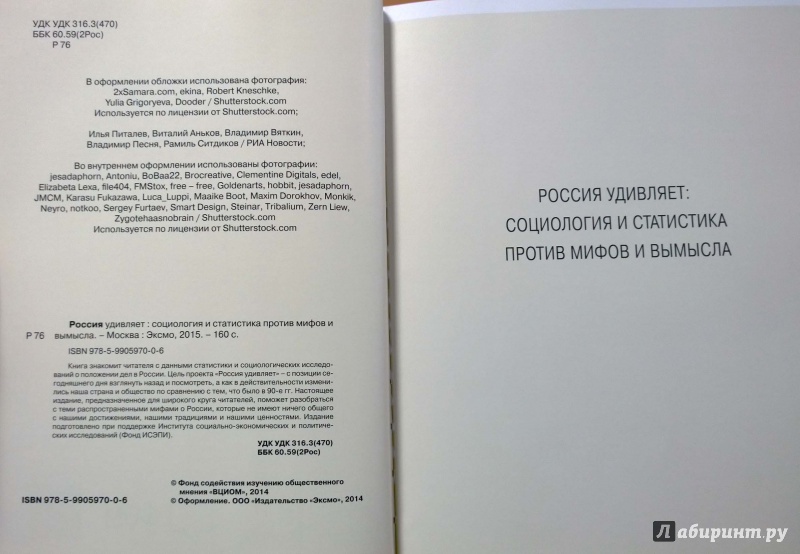 УДК УДК 316.3(470)
ББК 60.59(2Рос)
Р 76
В оформлении обложки использована фотография:
2xSamara.com, ekina, Robert Kneschke,
Yulia Grigoryeva, Dooder / Shutterstock.com
Используется по лицензии от Shutterstock.com;
Илья Питалев, Виталий Аньков, Владимир Вяткин,
Владимир Песня, Рамиль Ситдиков / РИА Новости;
Во внутреннем оформлении использованы фотографии:
jesadaphorn, Antoniu, BoBaa22, Brocreative, Clementine Digitals, edel,
Elizabeta Lexa, file404, FMStox, free – free, Goldenarts, hobbit, jesadaphorn,
JMCM, Karasu Fukazawa, Luca_Luppi, Maaike Boot, Maxim Dorokhov, Monkik,
Neyro, notkoo, Sergey Furtaev, Smart Design, Steinar, Tribalium, Zern Liew,
Zygotehaasnobrain / Shutterstock.com
Используется по лицензии от Shutterstock.com
Россия удивляет : социология и статистика против мифов и
Р 76 вымысла. – Москва : Эксмо, 2015. – 160 с.
ISBN 978-5-9905970-0-6
Книга знакомит читателя с данными статистики и социологических исследо-
ваний о положении дел в России. Цель проекта «Россия удивляет» – с позиции се-
годняшнего дня взглянуть назад и посмотреть, а как в действительности измени-
лись наша страна и общество по сравнению с тем, что было в 90-е гг. Настоящее
издание, предназначенное для широкого круга читателей, поможет разобраться
с теми распространенными мифами о России, которые не имеют ничего общего
с нашими достижениями, нашими традициями и нашими ценностями. Издание
подготовлено при поддержке Института социально-экономических и политиче-
ских исследований (Фонд ИСЭПИ).
УДК УДК 316.3(470)
ББК 60.59(2Рос)
© Фонд содействия изучению общественного
мнения «ВЦИОМ», 2014
ISBN 978-5-9905970-0-6 © Оформление. ООО «Издательство «Эксмо», 2014
РОССИЯ УДИВЛЯЕТ:
СОЦИОЛОГИЯ И СТАТИСТИКА
ПРОТИВ МИФОВ И ВЫМЫСЛА
Лабиринт.ру